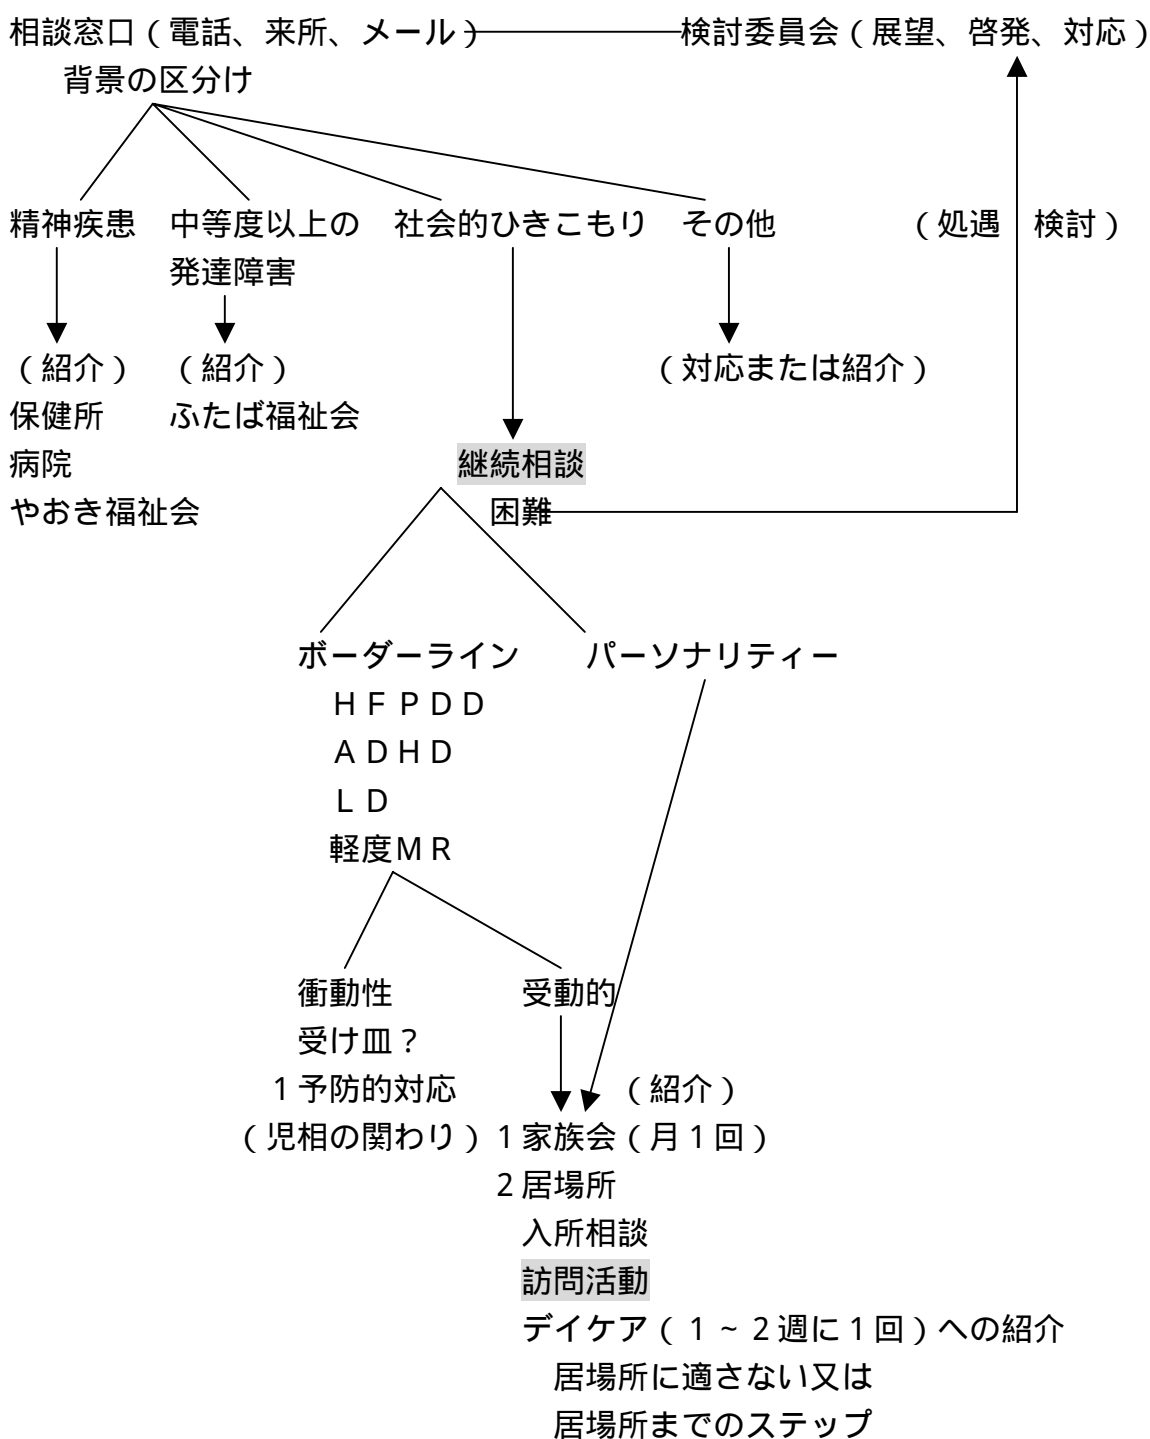 相談窓口（電話、来所、メール）　検討委員会（展望、啓発、対応）
背景の区分け
精神疾患　中等度以上の　社会的ひきこもり　その他　（処遇　検討）
発達障害
（紹介）　（紹介）　（対応または紹介）
保健所　ふたば福祉会
病院　継続相談
やおき福祉会　困難
ボーダーライン　パーソナリティー
ＨＦＰＤＤ
ＡＤＨＤ
ＬＤ
軽度ＭＲ
衝動性　受動的
受け皿？
１予防的対応　（紹介）
（児相の関わり）１家族会（月１回）
２居場所
入所相談
訪問活動
デイケア（１～２週に１回）への紹介
居場所に適さない又は
居場所までのステップ